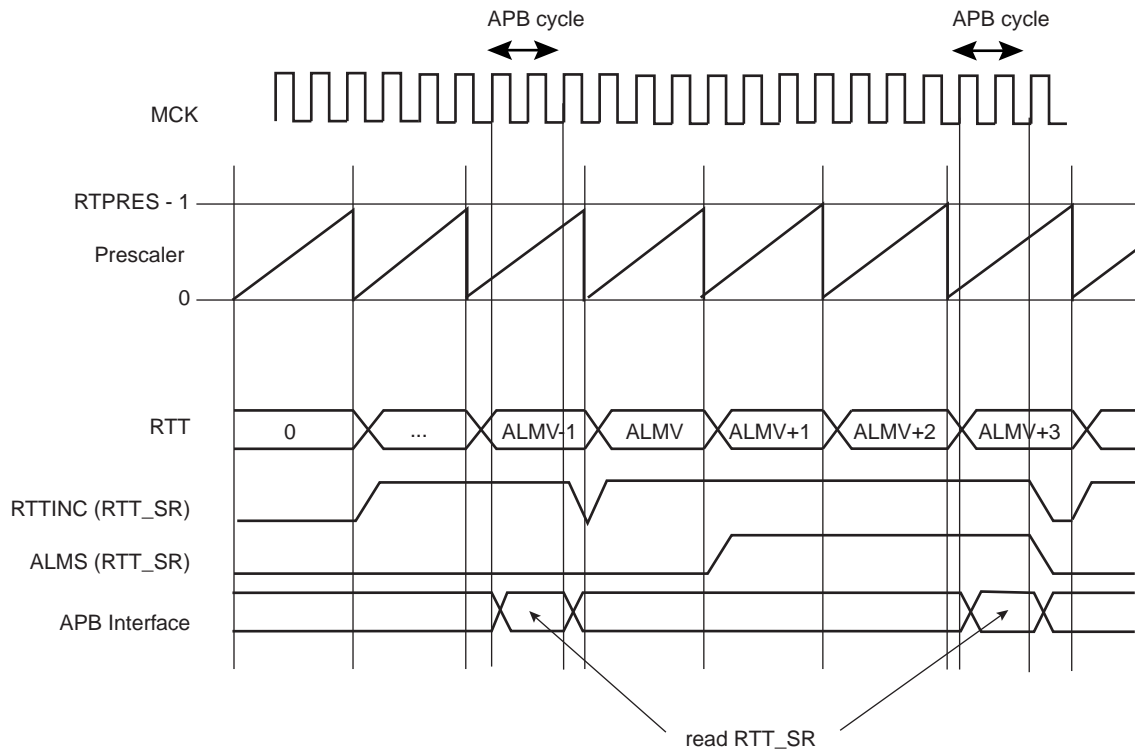 APB cycle
APB cycle
MCK
RTPRES - 1
Prescaler
0
RTT
0
...
ALMV-1
ALMV
ALMV+1
ALMV+2
ALMV+3
RTTINC (RTT_SR)
ALMS (RTT_SR)
APB Interface
read RTT_SR